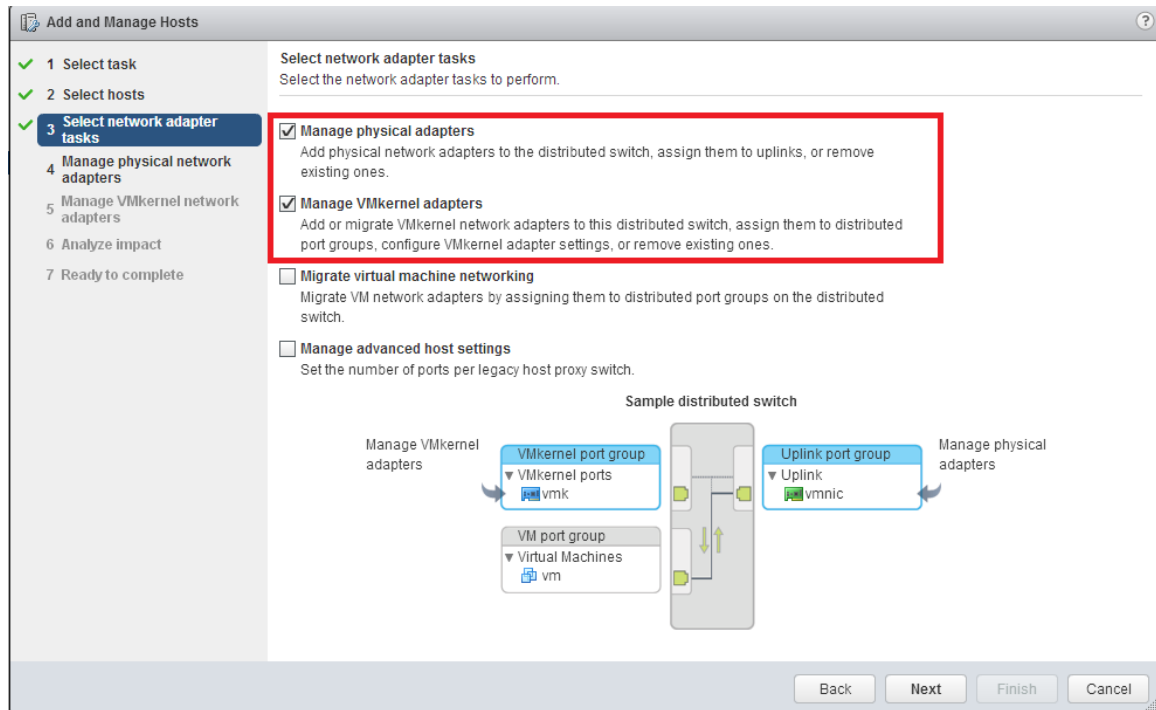 Add and Manage Hosts
?
1 Select task
2 Select hosts
3 Select network adapter
tasks
4 Manage physical network
adapters
5 Manage VMkernel network
adapters
6 Analyze impact
7 Ready to complete
Select network adapter tasks
Select the network adapter tasks to perform.
Manage physical adapters
Add physical network adapters to the distributed switch, assign them to uplinks, or remove
existing ones.
Manage VMkernel adapters
Add or migrate VMkernel network adapters to this distributed switch, assign them to distributed
port groups, configure VMkernel adapter settings, or remove existing ones.
Migrate virtual machine networking
Migrate VM network adapters by assigning them to distributed port groups on the distributed
switch.
Manage advanced host settings
Set the number of ports per legacy host proxy switch.
Sample distributed switch
Manage VMkernel
adapters
VMkernel port group
VMkernel ports
vmk
VM port group
Virtual Machines
vm
Uplink port group
Uplink
vmnic
Manage physical
adapters
Back
Next
Finish
Cancel